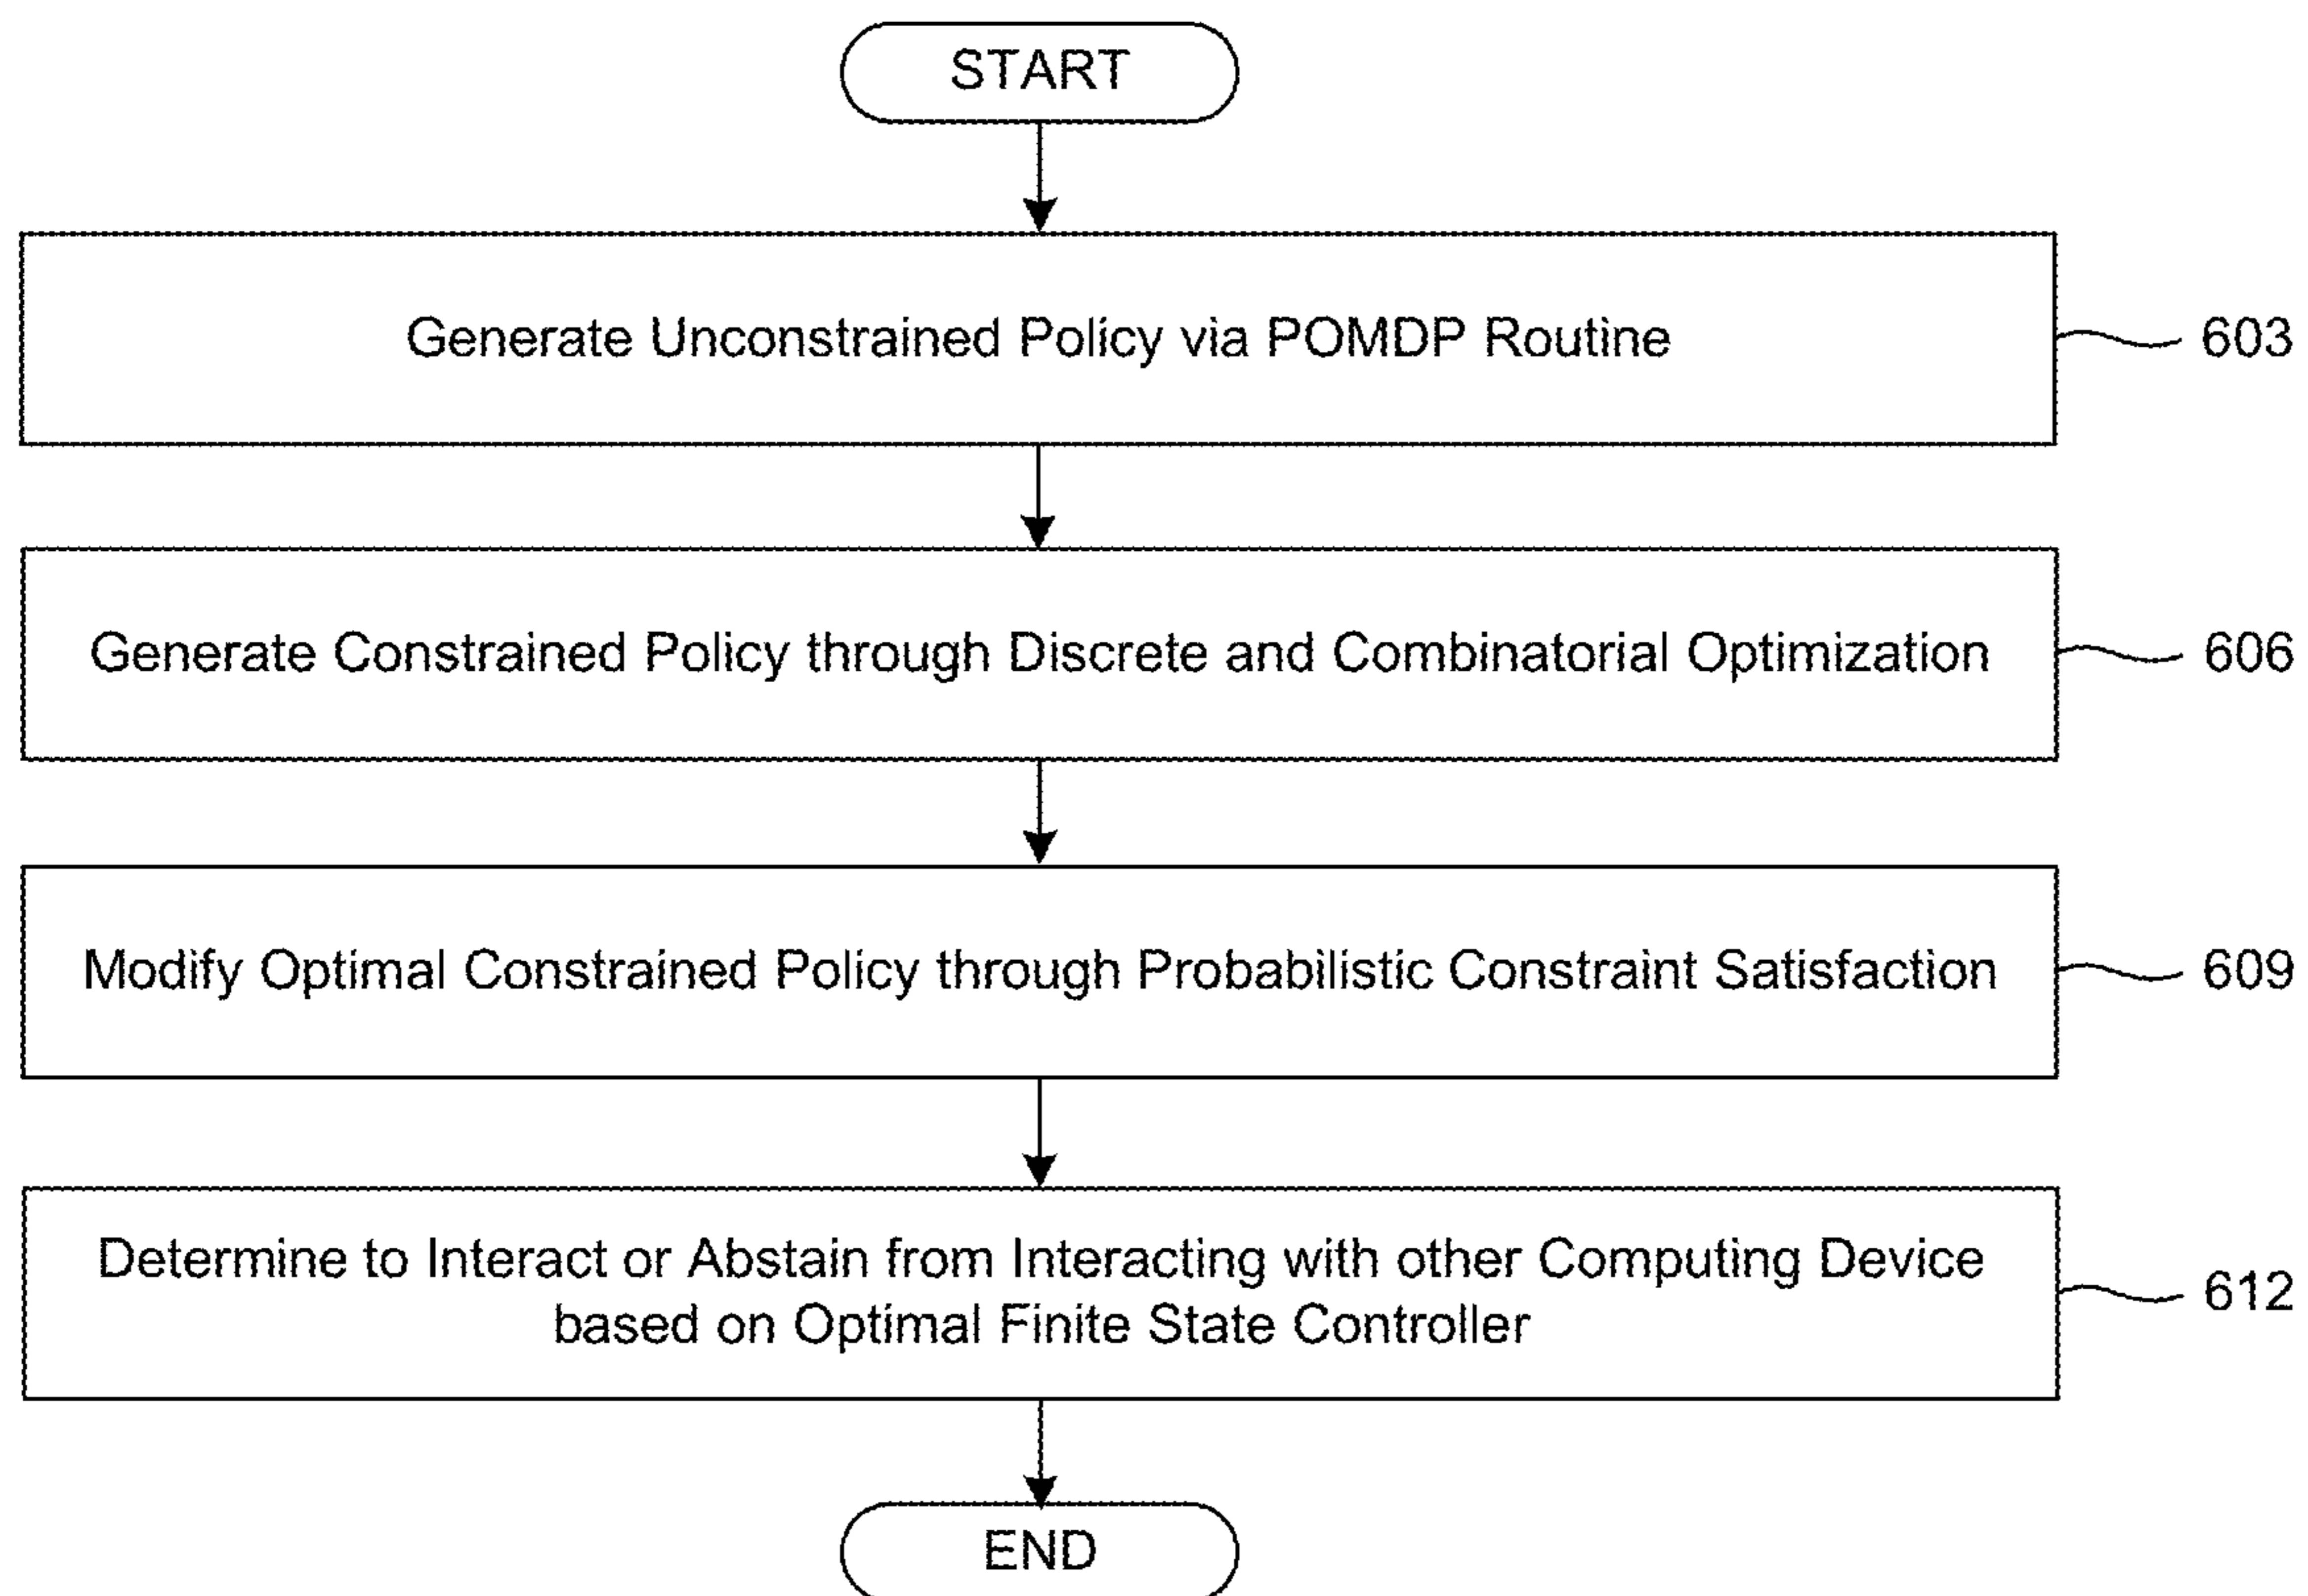 START
Generate Unconstrained Policy via POMDP Routine
603
Generate Constrained Policy through Discrete and Combinatorial Optimization
606
Modify Optimal Constrained Policy through Probabilistic Constraint Satisfaction
609
Determine to Interact or Abstain from Interacting with other Computing Device
based on Optimal Finite State Controller
612
END